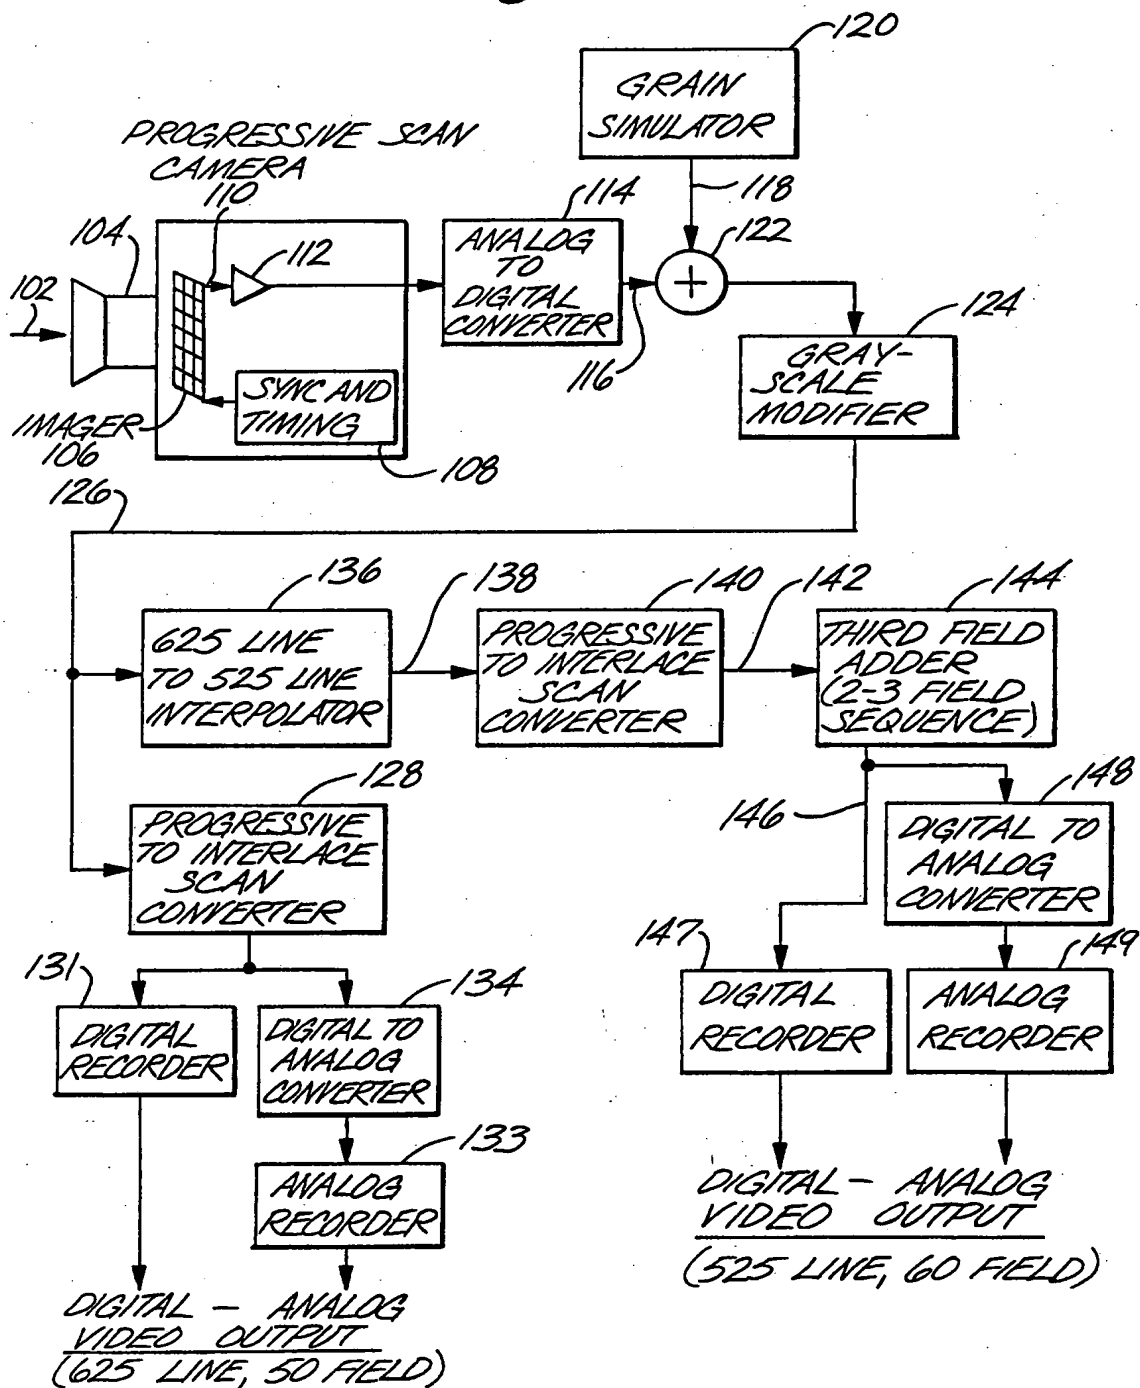 120
GRAIN
SIMULATOR
PROGRESSIVE SCAN
CAMERA
110
118
114
104
112
ANALOG
TO
DIGITAL
CONVERTER
122
+
102
116
124
GRAY-
SCALE
MODIFIER
SYNC AND
TIMING
IMAGER
106
108
126
136
138
140
142
144
625 LINE
TO 525 LINE
INTERPOLATOR
PROGRESSIVE
TO INTERLACE
SCAN
CONVERTER
THIRD FIELD
ADDER
(2-3 FIELD
SEQUENCE)
128
PROGRESSIVE
TO INTERLACE
SCAN
CONVERTER
146
148
DIGITAL TO
ANALOG
CONVERTER
131
DIGITAL
RECORDER
134
DIGITAL TO
ANALOG
CONVERTER
147
DIGITAL
RECORDER
149
ANALOG
RECORDER
133
ANALOG
RECORDER
DIGITAL - ANALOG
VIDEO OUTPUT
(525 LINE, 60 FIELD)
DIGITAL - ANALOG
VIDEO OUTPUT
(625 LINE, 50 FIELD)